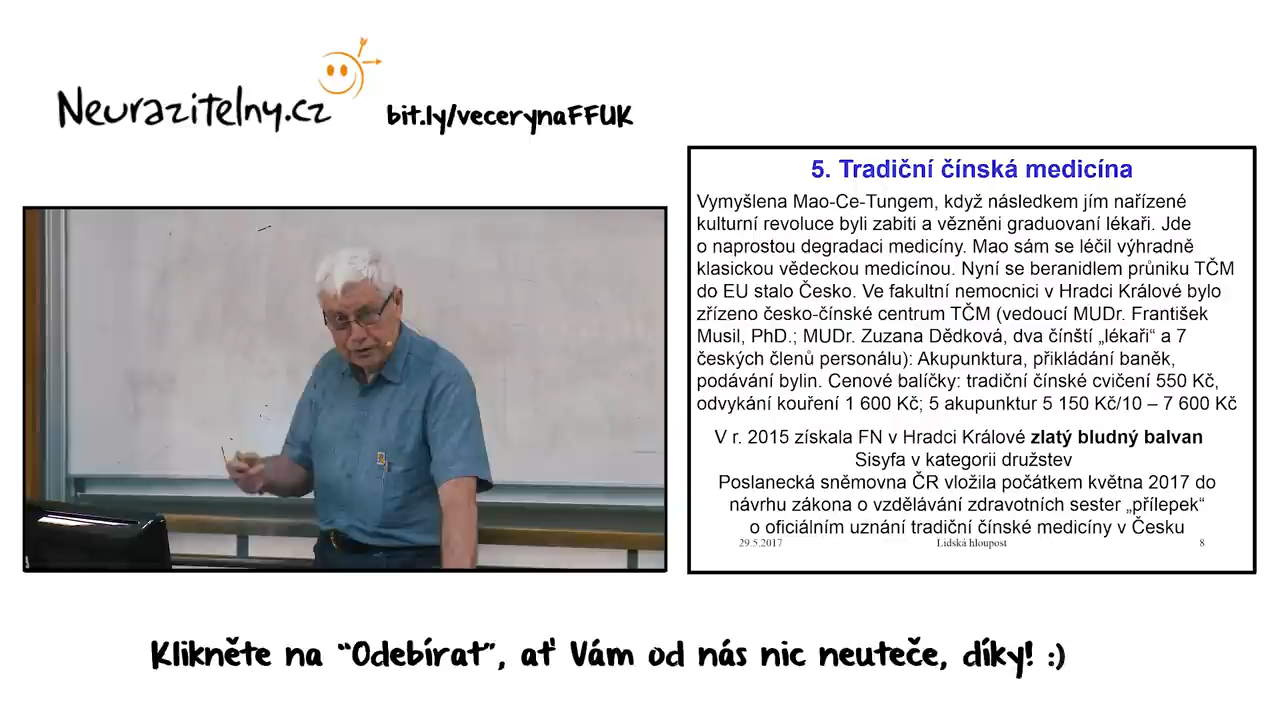 Neurazitelny.cz
bit.ly/vecerynaFFUK
5. Tradiční čínská medicína
Vymyšlena Mao-Ce-Tungem, když následkem jím nařízené
kulturní revoluce byli zabiti a vězněni graduovaní lékaři. Jde
o naprostou degradaci medicíny. Mao sám se léčil výhradně
klasickou vědeckou medicínou. Nyní se beranidlem průniku TČM
do EU stalo Česko. Ve fakultní nemocnici v Hradci Králové bylo
zřízeno česko-čínské centrum TČM (vedoucí MUDr. František
Musil, PhD.; MUDr. Zuzana Dědková, dva čínští „lékaři“ a 7
českých členů personálu): Akupunktura, přikládání baněk,
podávání bylin. Cenové balíčky: tradiční čínské cvičení 550 Kč,
odvykání kouření 1 600 Kč; 5 akupunktur 5 150 Kč/10 – 7 600 Kč
V r. 2015 získala FN v Hradci Králové zlatý bludný balvan
Sisyfa v kategorii družstev
Poslanecká sněmovna ČR vložila počátkem května 2017 do
návrhu zákona o vzdělávání zdravotních sester „přílepek“
o oficiálním uznání tradiční čínské medicíny v Česku
29.5.2017 Lidská hloupost 8
Klikněte na “Odebírat”, ať Vám od nás nic neuteče, díky! :)